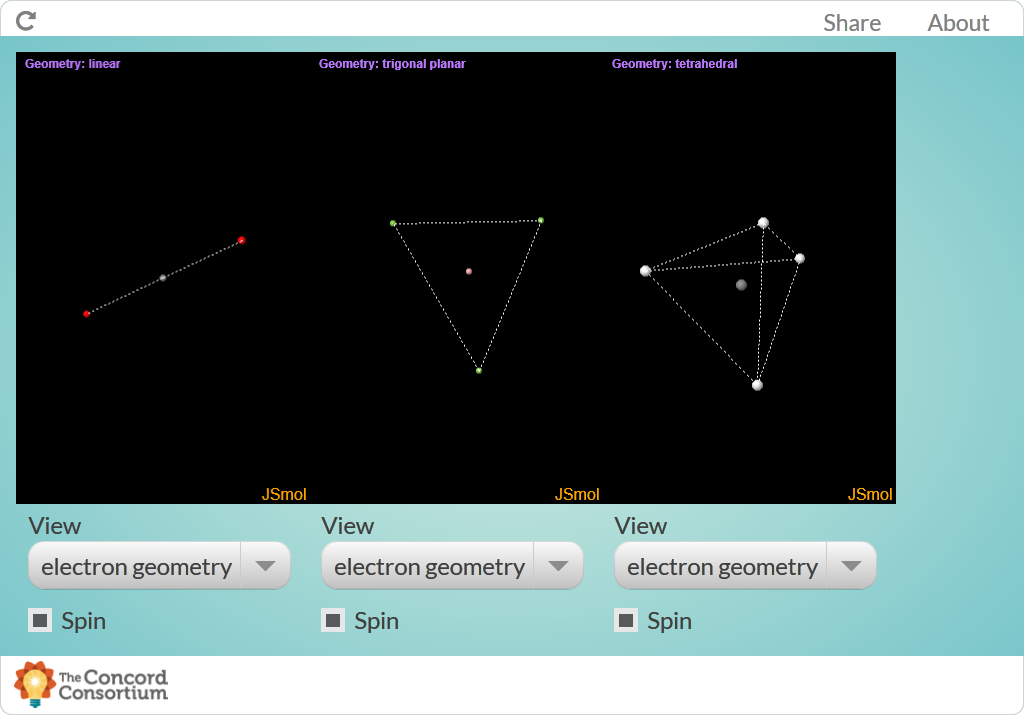 Share About
Geometry: linear
Geometry: trigonal planar
Geometry: tetrahedral
JSmol
JSmol
JSmol
View
View
View
electron geometry
electron geometry
electron geometry
Spin
Spin
Spin
The Concord
Consortium